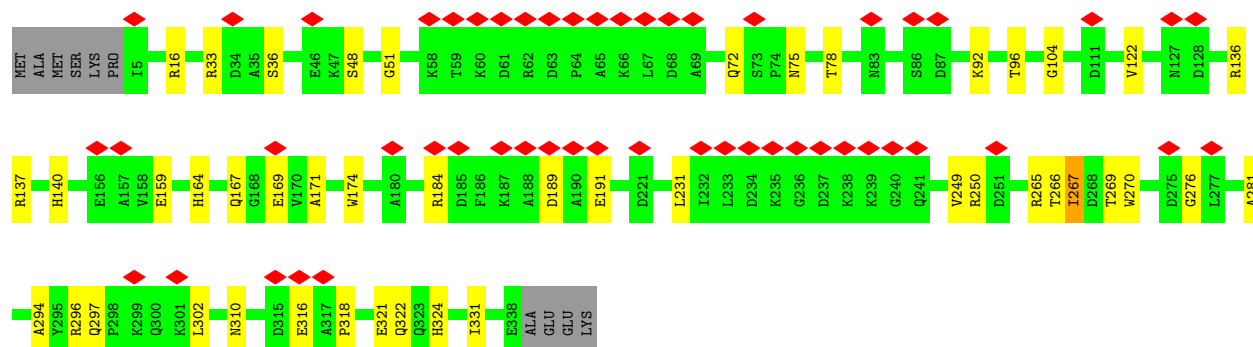 MET ALA MET SER LYS PRO I5 R16 R33 D34 A35 S36 E46 K47 S48 G51 K58 T59 K60 D61 R62 D63 P64 A65 K66 L67 D68 A69 Q72 S73 P74 N75 T78 N83 S86 D87 K92 T96 G104 D111 V122 N127 D128 R136
R137 H140 E156 A157 V158 E159 H164 Q167 G168 E169 V170 A171 W174 A180 R184 D185 F186 K187 A188 D189 A190 E191 D221 L231 I232 L233 D234 K235 G236 D237 K238 K239 G240 Q241 V249 R250 D251 R265 T266 I267 D268 T269 W270 D275 G276 L277 A281
A294 Y295 R296 Q297 P298 K299 Q300 K301 L302 N310 D315 E316 A317 P318 E321 Q322 Q323 H324 I331 E338 ALA GLU GLU LYS